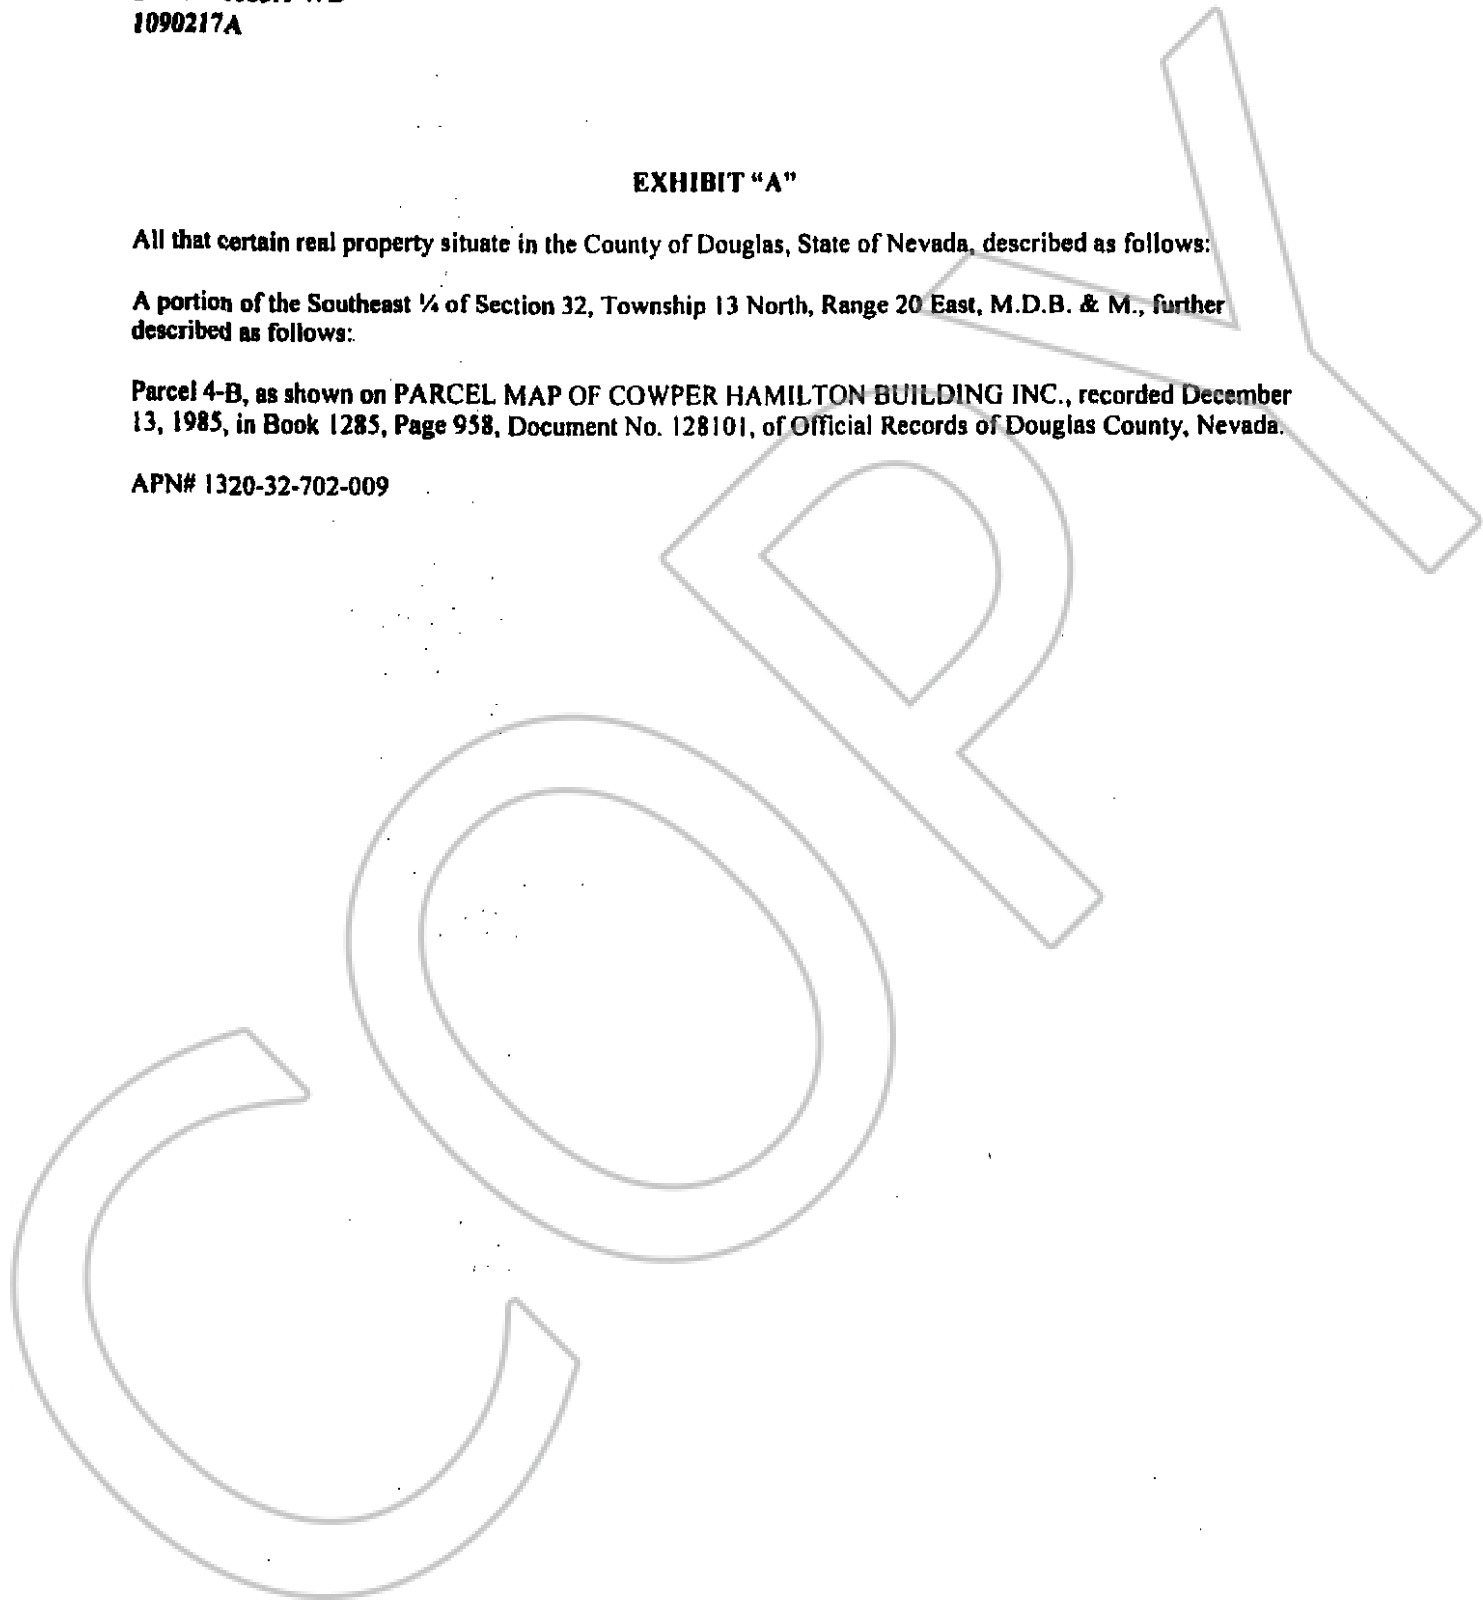 1090217A
EXHIBIT “A”
All that certain real property situate in the County of Douglas, State of Nevada, described as follows:
A portion of the Southeast ¼ of Section 32, Township 13 North, Range 20 East, M.D.B. & M., further
described as follows:
Parcel 4-B, as shown on PARCEL MAP OF COWPER HAMILTON BUILDING INC., recorded December
13, 1985, in Book 1285, Page 958, Document No. 128101, of Official Records of Douglas County, Nevada.
APN# 1320-32-702-009
COPY